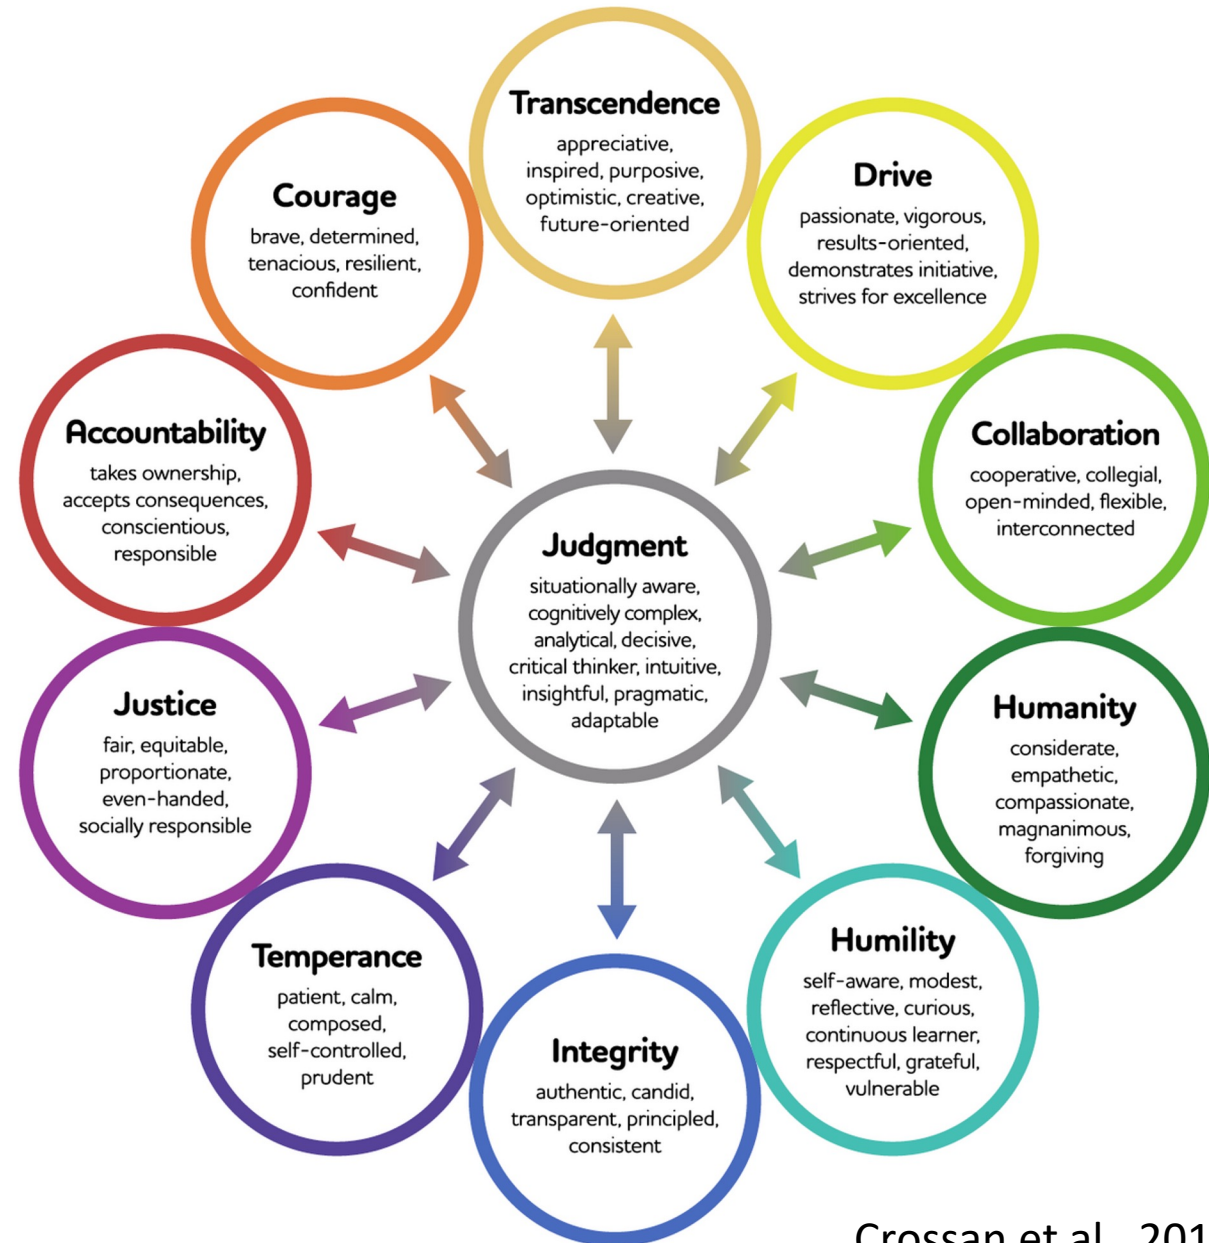 Transcendence
appreciative,
inspired, purposive,
optimistic, creative,
future-oriented
Drive
passionate, vigorous,
results-oriented,
demonstrates initiative,
strives for excellence
Collaboration
cooperative, collegial,
open-minded, flexible,
interconnected
Humanity
considerate,
empathetic,
compassionate,
magnanimous,
forgiving
Humility
self-aware, modest,
reflective, curious,
continuous learner,
respectful, grateful,
vulnerable
Integrity
authentic, candid,
transparent, principled,
consistent
Temperance
patient, calm,
composed,
self-controlled,
prudent
Justice
fair, equitable,
proportionate,
even-handed,
socially responsible
Accountability
takes ownership,
accepts consequences,
conscientious,
responsible
Courage
brave, determined,
tenacious, resilient,
confident
Judgment
situationally aware,
cognitively complex,
analytical, decisive,
critical thinker, intuitive,
insightful, pragmatic,
adaptable
Crossan et al., 201